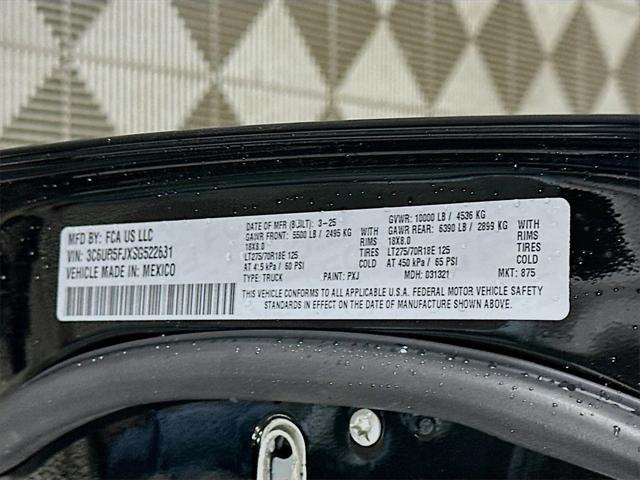 MFD BY: FCA US LLC
VIN: 3C6UR5FJXSG522631
VEHICLE MADE IN: MEXICO
DATE OF MFR (BUILT): 3-25
GAWR FRONT: 5500 LB / 2495 KG WITH
18X8.0 RIMS
LT275/70R18E 125 TIRES
AT 415 kPa / 60 PSI COLD
TYPE: TRUCK PAINT: PXJ
GVWR: 10000 LB / 4536 KG
GAWR REAR: 6390 LB / 2899 KG WITH
18X8.0 RIMS
LT275/70R18E 125 TIRES
AT 450 kPa / 65 PSI COLD
MDH: 031321 MKT: 875
THIS VEHICLE CONFORMS TO ALL APPLICABLE U.S.A. FEDERAL MOTOR VEHICLE SAFETY
STANDARDS IN EFFECT ON THE DATE OF MANUFACTURE SHOWN ABOVE.